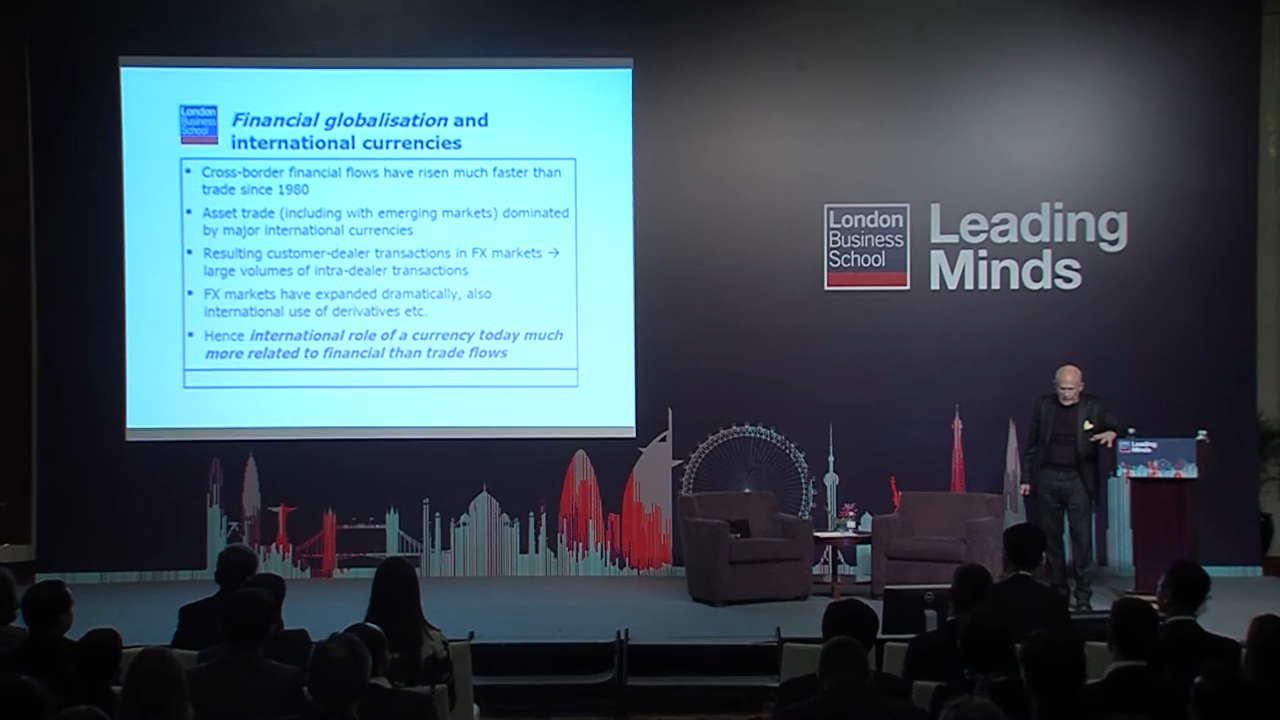 London
Business
School
Financial globalisation and
international currencies
▪ Cross-border financial flows have risen much faster than
trade since 1980
▪ Asset trade (including with emerging markets) dominated
by major international currencies
▪ Resulting customer-dealer transactions in FX markets →
large volumes of intra-dealer transactions
▪ FX markets have expanded dramatically, also
international use of derivatives etc.
▪ Hence international role of a currency today much
more related to financial than trade flows
London
Business
School
Leading
Minds
Leading
Minds